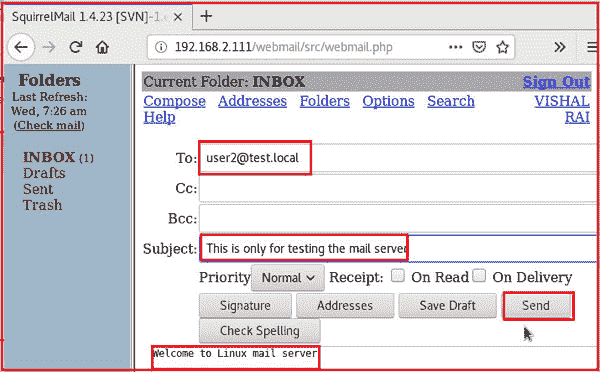 SquirrelMail 1.4.23 [SVN]-1.
192.168.2.111/webmail/src/webmail.php
Folders
Last Refresh:
Wed, 7:26 am
(Check mail)
INBOX (1)
Drafts
Sent
Trash
Current Folder: INBOX Sign Out
Compose Addresses Folders Options Search VISHAL
Help RAI
To: user2@test.local
Cc:
Bcc:
Subject: This is only for testing the mail server
Priority Normal Receipt: On Read On Delivery
Signature Addresses Save Draft Send
Check Spelling
Welcome to Linux mail server